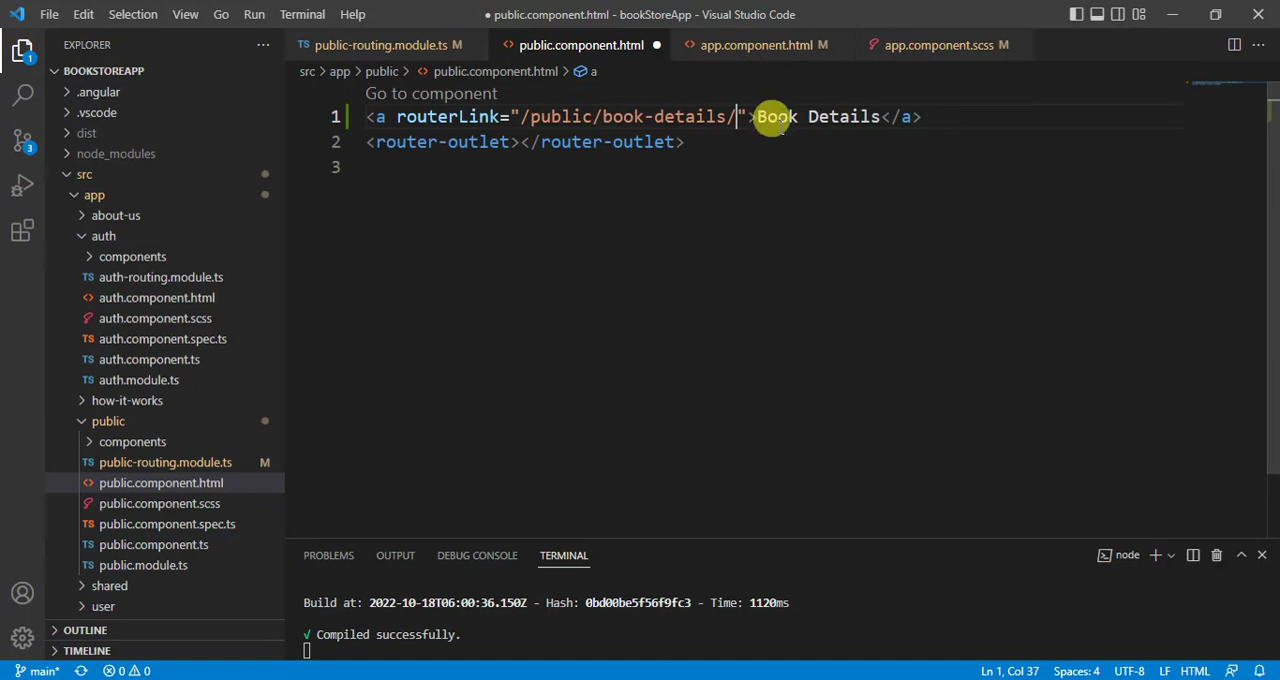 File Edit Selection View Go Run Terminal Help
● public.component.html - bookStoreApp - Visual Studio Code
EXPLORER
BOOKSTOREAPP
.angular
.vscode
dist
node_modules
src
app
about-us
auth
components
auth-routing.module.ts
auth.component.html
auth.component.scss
auth.component.spec.ts
auth.component.ts
auth.module.ts
how-it-works
public
components
public-routing.module.ts M
public.component.html
public.component.scss
public.component.spec.ts
public.component.ts
public.module.ts
shared
user
OUTLINE
TIMELINE
1
3
TS public-routing.module.ts M <> public.component.html ● <> app.component.html M app.component.scss M
src > app > public > <> public.component.html > a
Go to component
1 <a routerLink="/public/book-details/">Book Details</a>
2 <router-outlet></router-outlet>
3
PROBLEMS OUTPUT DEBUG CONSOLE TERMINAL node
Build at: 2022-10-18T06:00:36.150Z - Hash: 0bd00be5f56f9fc3 - Time: 1120ms
√ Compiled successfully.
main* 0 0 Ln 1, Col 37 Spaces: 4 UTF-8 LF HTML